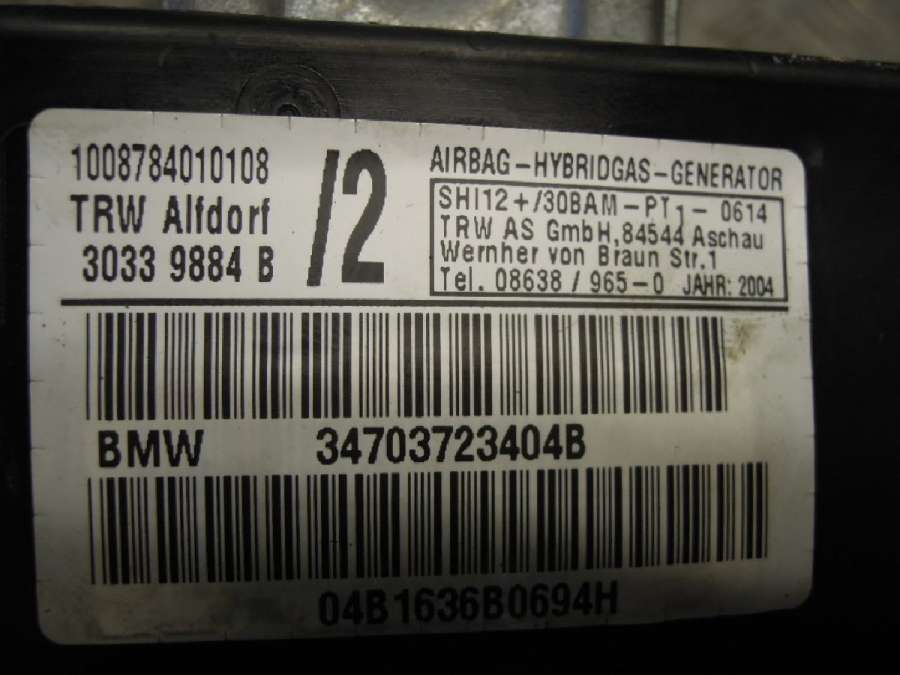 1008784010108
TRW Alfdorf
3033 9884 B
/2
AIRBAG-HYBRIDGAS-GENERATOR
SHI12+/30BAM-PT1-0614
TRW AS GmbH,84544 Aschau
Wernher von Braun Str.1
Tel. 08638 / 965-0 JAHR: 2004
BMW 34703723404B
04B1636B0694H